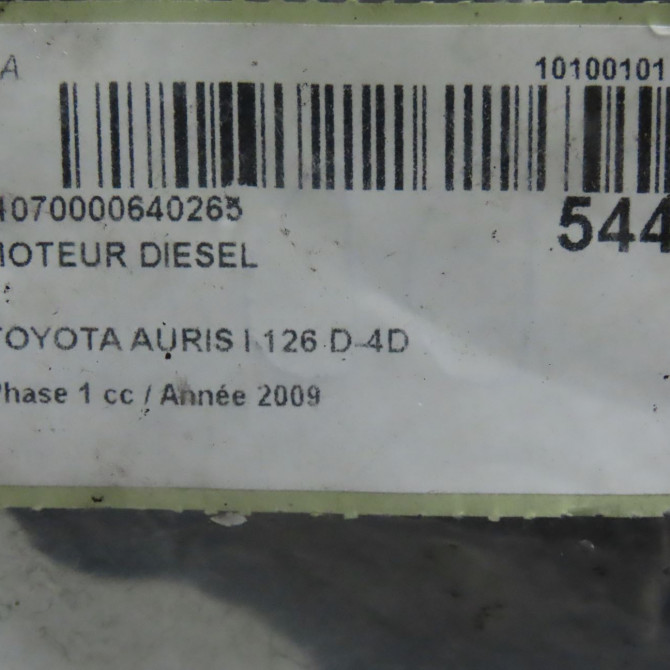 A 10100101
1070000640265 544
MOTEUR DIESEL
TOYOTA AURIS I 126 D-4D
Phase 1 cc / Année 2009